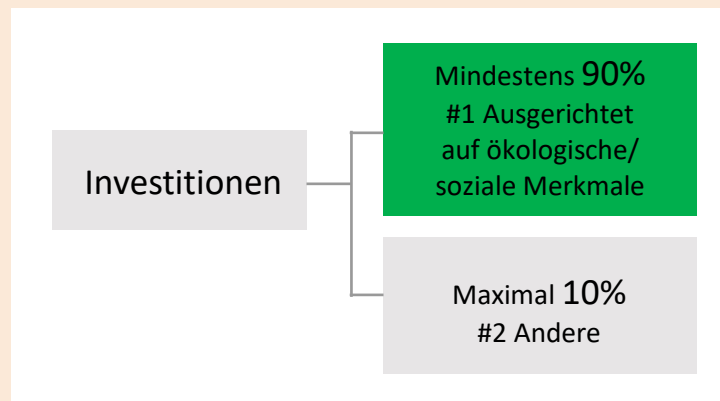 Mindestens 90%
#1 Ausgerichtet
auf ökologische/
soziale Merkmale
Investitionen
Maximal 10%
#2 Andere